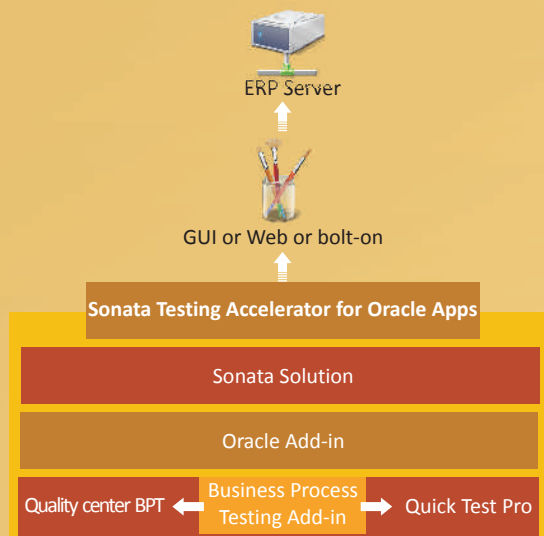 ERP Server
GUI or Web or bolt-on
Sonata Testing Accelerator for Oracle Apps
Sonata Solution
Oracle Add-in
Quality center BPT
Business Process
Testing Add-in
Quick Test Pro